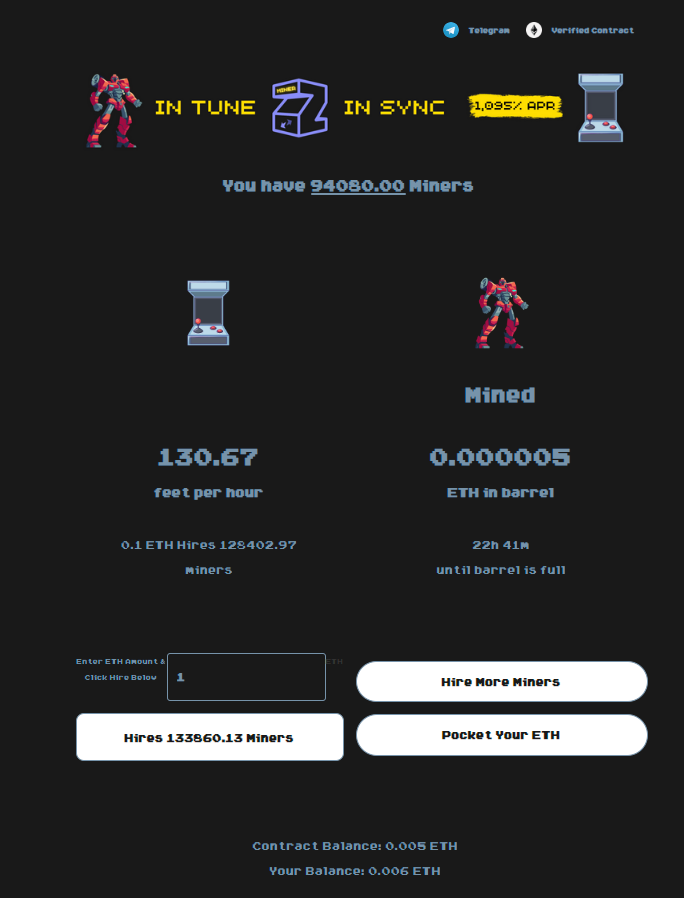 Telegram
Verified Contract
IN TUNE
MINER
IN SYNC
1,095% APR
You have 94080.00 Miners
Mined
130.67
0.000005
feet per hour
ETH in barrel
0.1 ETH Hires 128402.97
miners
22h 41m
until barrel is full
Enter ETH Amount &
Click Hire Below
1
ETH
Hire More Miners
Hires 133860.13 Miners
Pocket Your ETH
Contract Balance: 0.005 ETH
Your Balance: 0.006 ETH